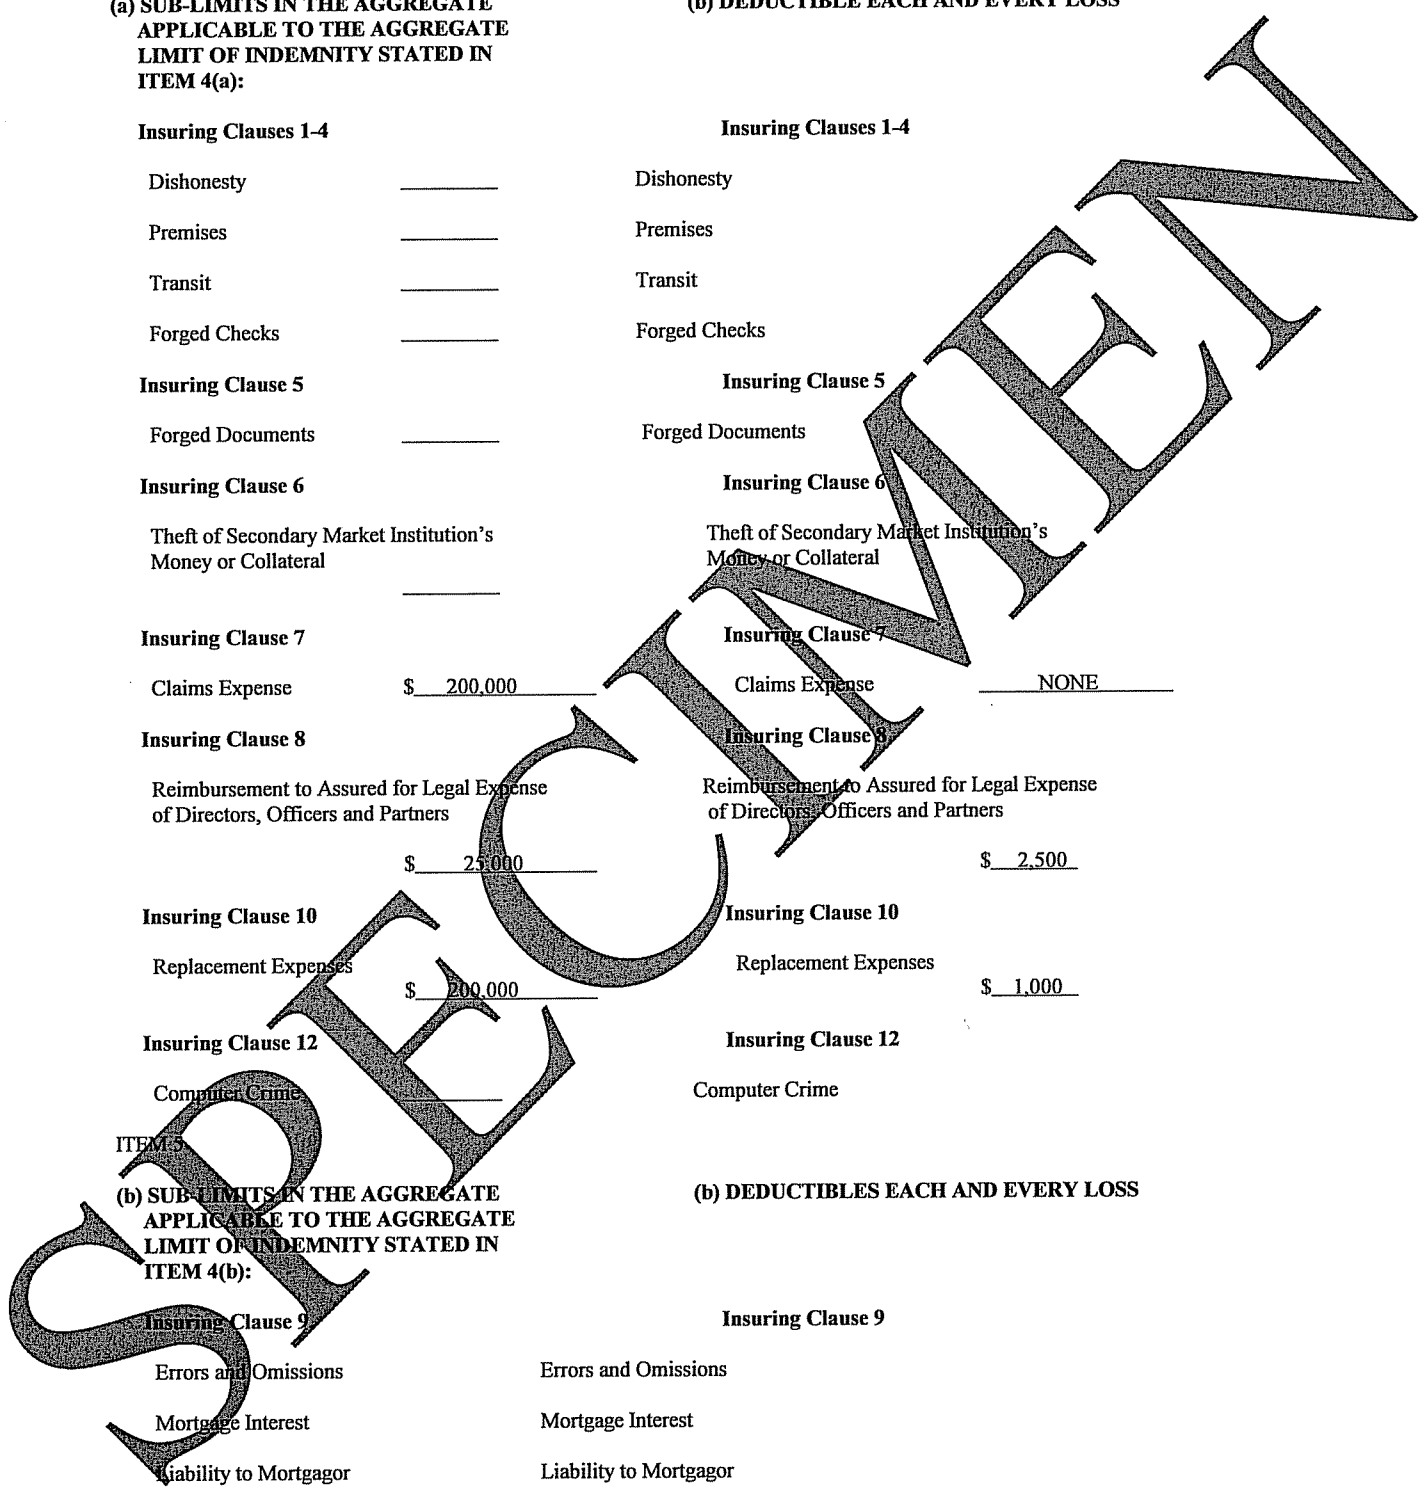 (a) SUB-LIMITS IN THE AGGREGATE
APPLICABLE TO THE AGGREGATE
LIMIT OF INDEMNITY STATED IN
ITEM 4(a):
(b) DEDUCTIBLE EACH AND EVERY LOSS
Insuring Clauses 1-4
Insuring Clauses 1-4
Dishonesty
Dishonesty
Premises
Premises
Transit
Transit
Forged Checks
Forged Checks
Insuring Clause 5
Insuring Clause 5
Forged Documents
Forged Documents
Insuring Clause 6
Insuring Clause 6
Theft of Secondary Market Institution's
Money or Collateral
Theft of Secondary Market Institution's
Money or Collateral
Insuring Clause 7
Insuring Clause 7
Claims Expense $ 200,000
Claims Expense NONE
Insuring Clause 8
Insuring Clause 8
Reimbursement to Assured for Legal Expense
of Directors, Officers and Partners
$ 25,000
Reimbursement to Assured for Legal Expense
of Directors, Officers and Partners
$ 2,500
Insuring Clause 10
Insuring Clause 10
Replacement Expenses
$ 200,000
Replacement Expenses
$ 1,000
Insuring Clause 12
Insuring Clause 12
Computer Crime
Computer Crime
ITEM 5
(b) SUB-LIMITS IN THE AGGREGATE
APPLICABLE TO THE AGGREGATE
LIMIT OF INDEMNITY STATED IN
ITEM 4(b):
(b) DEDUCTIBLES EACH AND EVERY LOSS
Insuring Clause 9
Insuring Clause 9
Errors and Omissions
Errors and Omissions
Mortgage Interest
Mortgage Interest
Liability to Mortgagor
Liability to Mortgagor
SPECIMEN